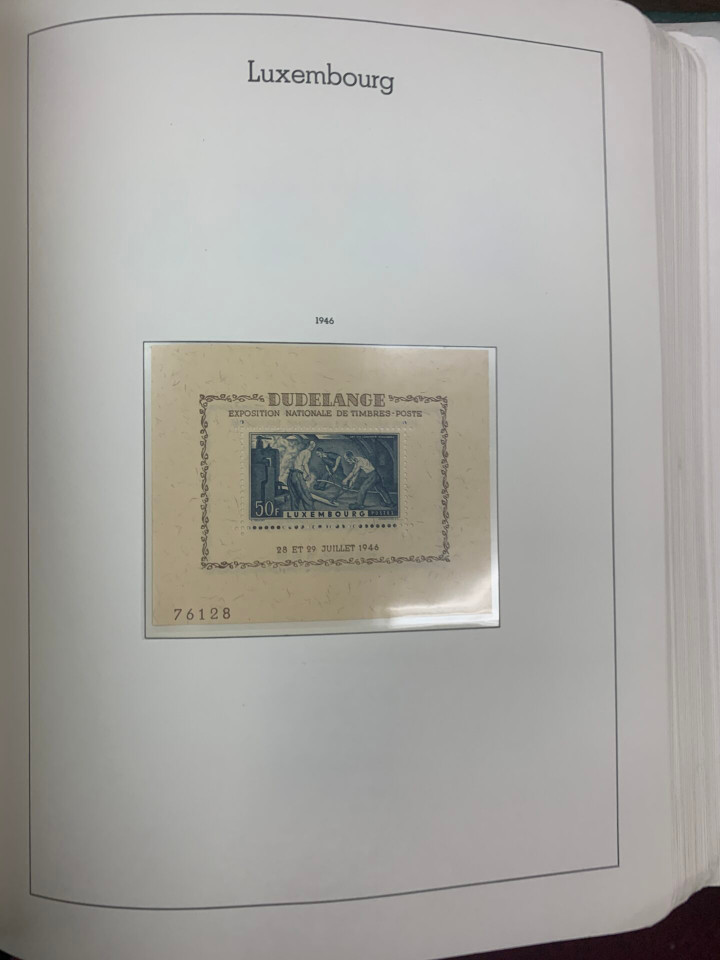 Luxembourg
1946
DUDELANGE
EXPOSITION NATIONALE DE TIMBRES-POSTE
50F LUXEMBOURG POSTES
28 ET 29 JUILLET 1946
76128